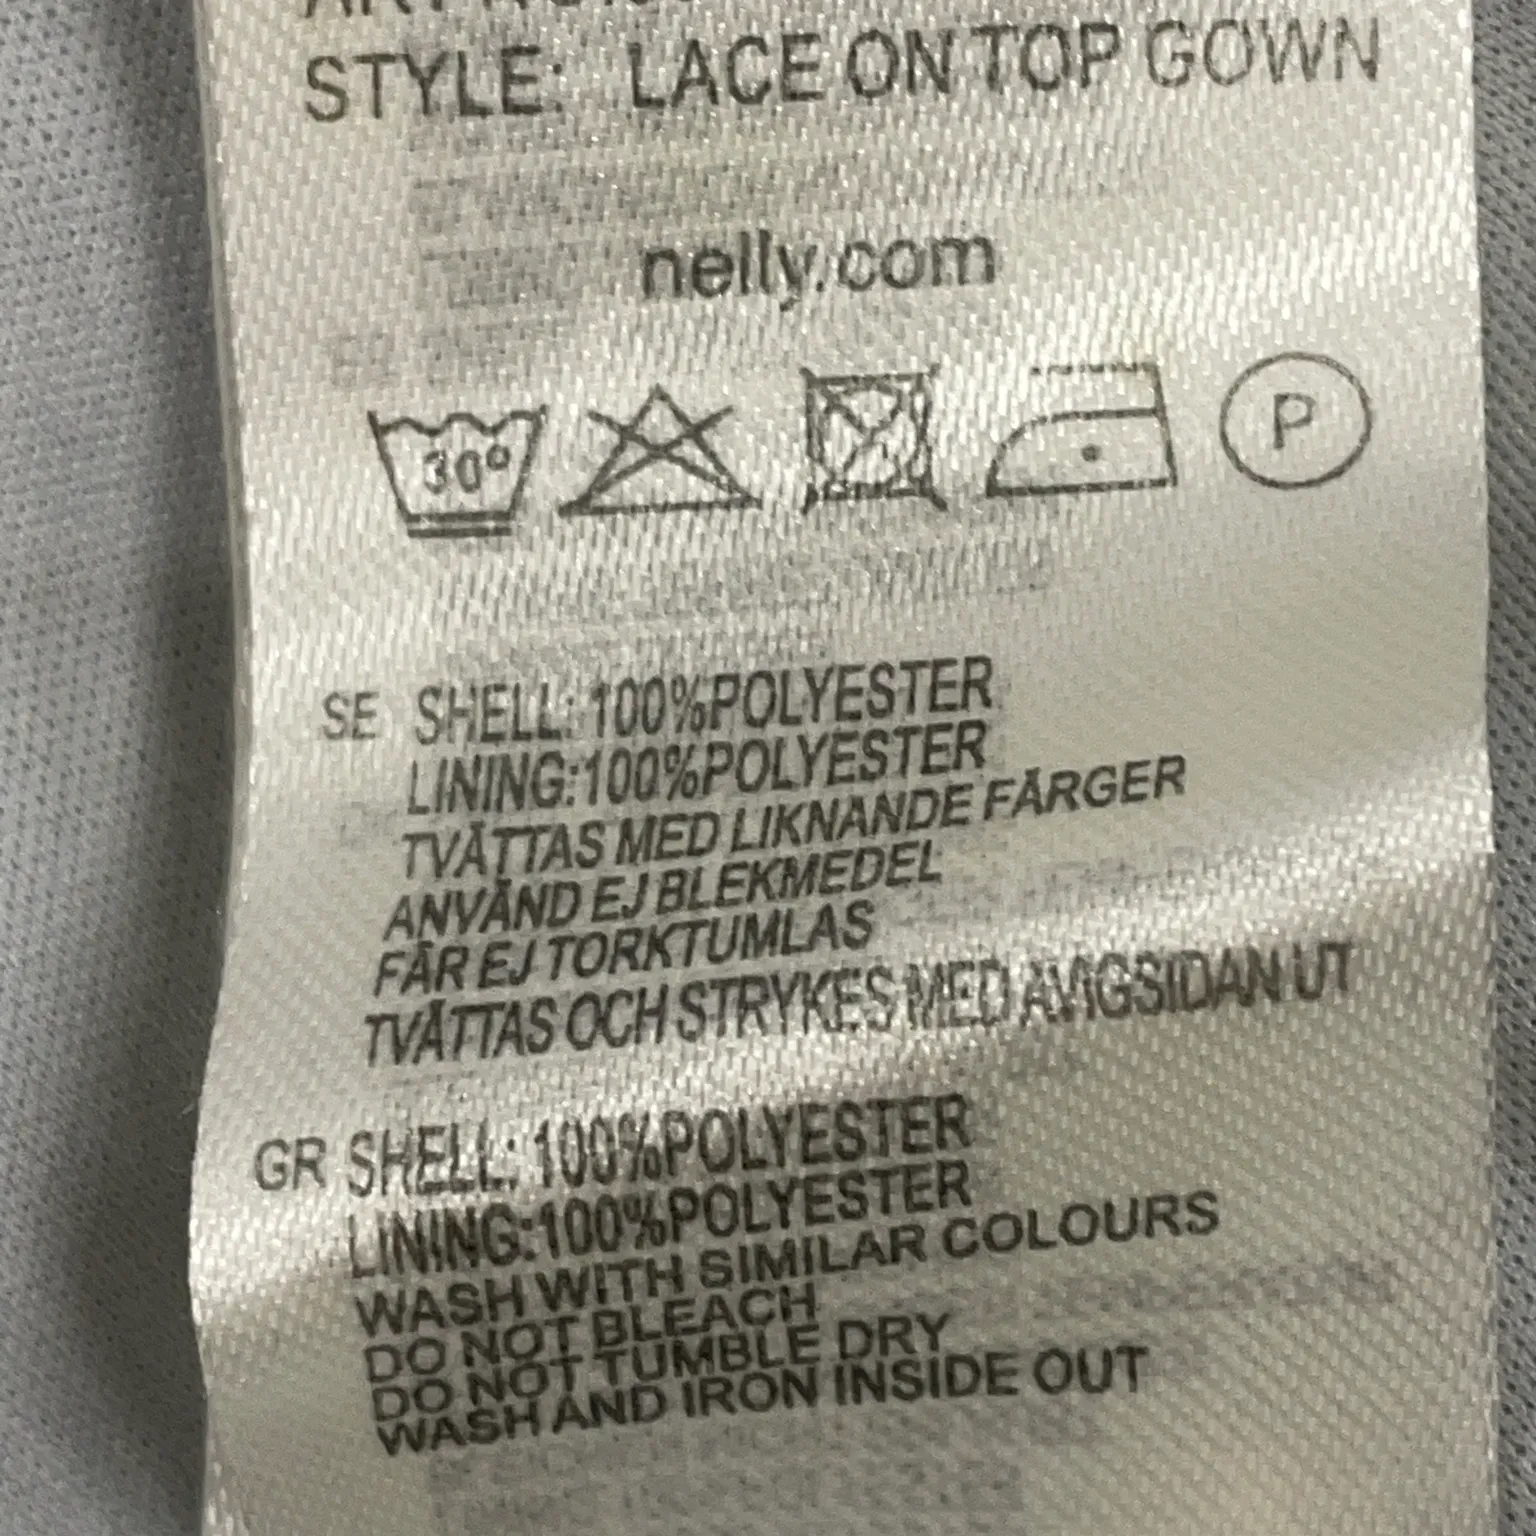 STYLE: LACE ON TOP GOWN
nelly.com
30°
P
SE SHELL: 100%POLYESTER
LINING:100%POLYESTER
TVÄTTAS MED LIKNANDE FÄRGER
ANVÄND EJ BLEKMEDEL
FÅR EJ TORKTUMLAS
TVÄTTAS OCH STRYKES MED AVIGSIDAN UT
GR SHELL: 100%POLYESTER
LINING:100%POLYESTER
WASH WITH SIMILAR COLOURS
DO NOT BLEACH
DO NOT TUMBLE DRY
WASH AND IRON INSIDE OUT